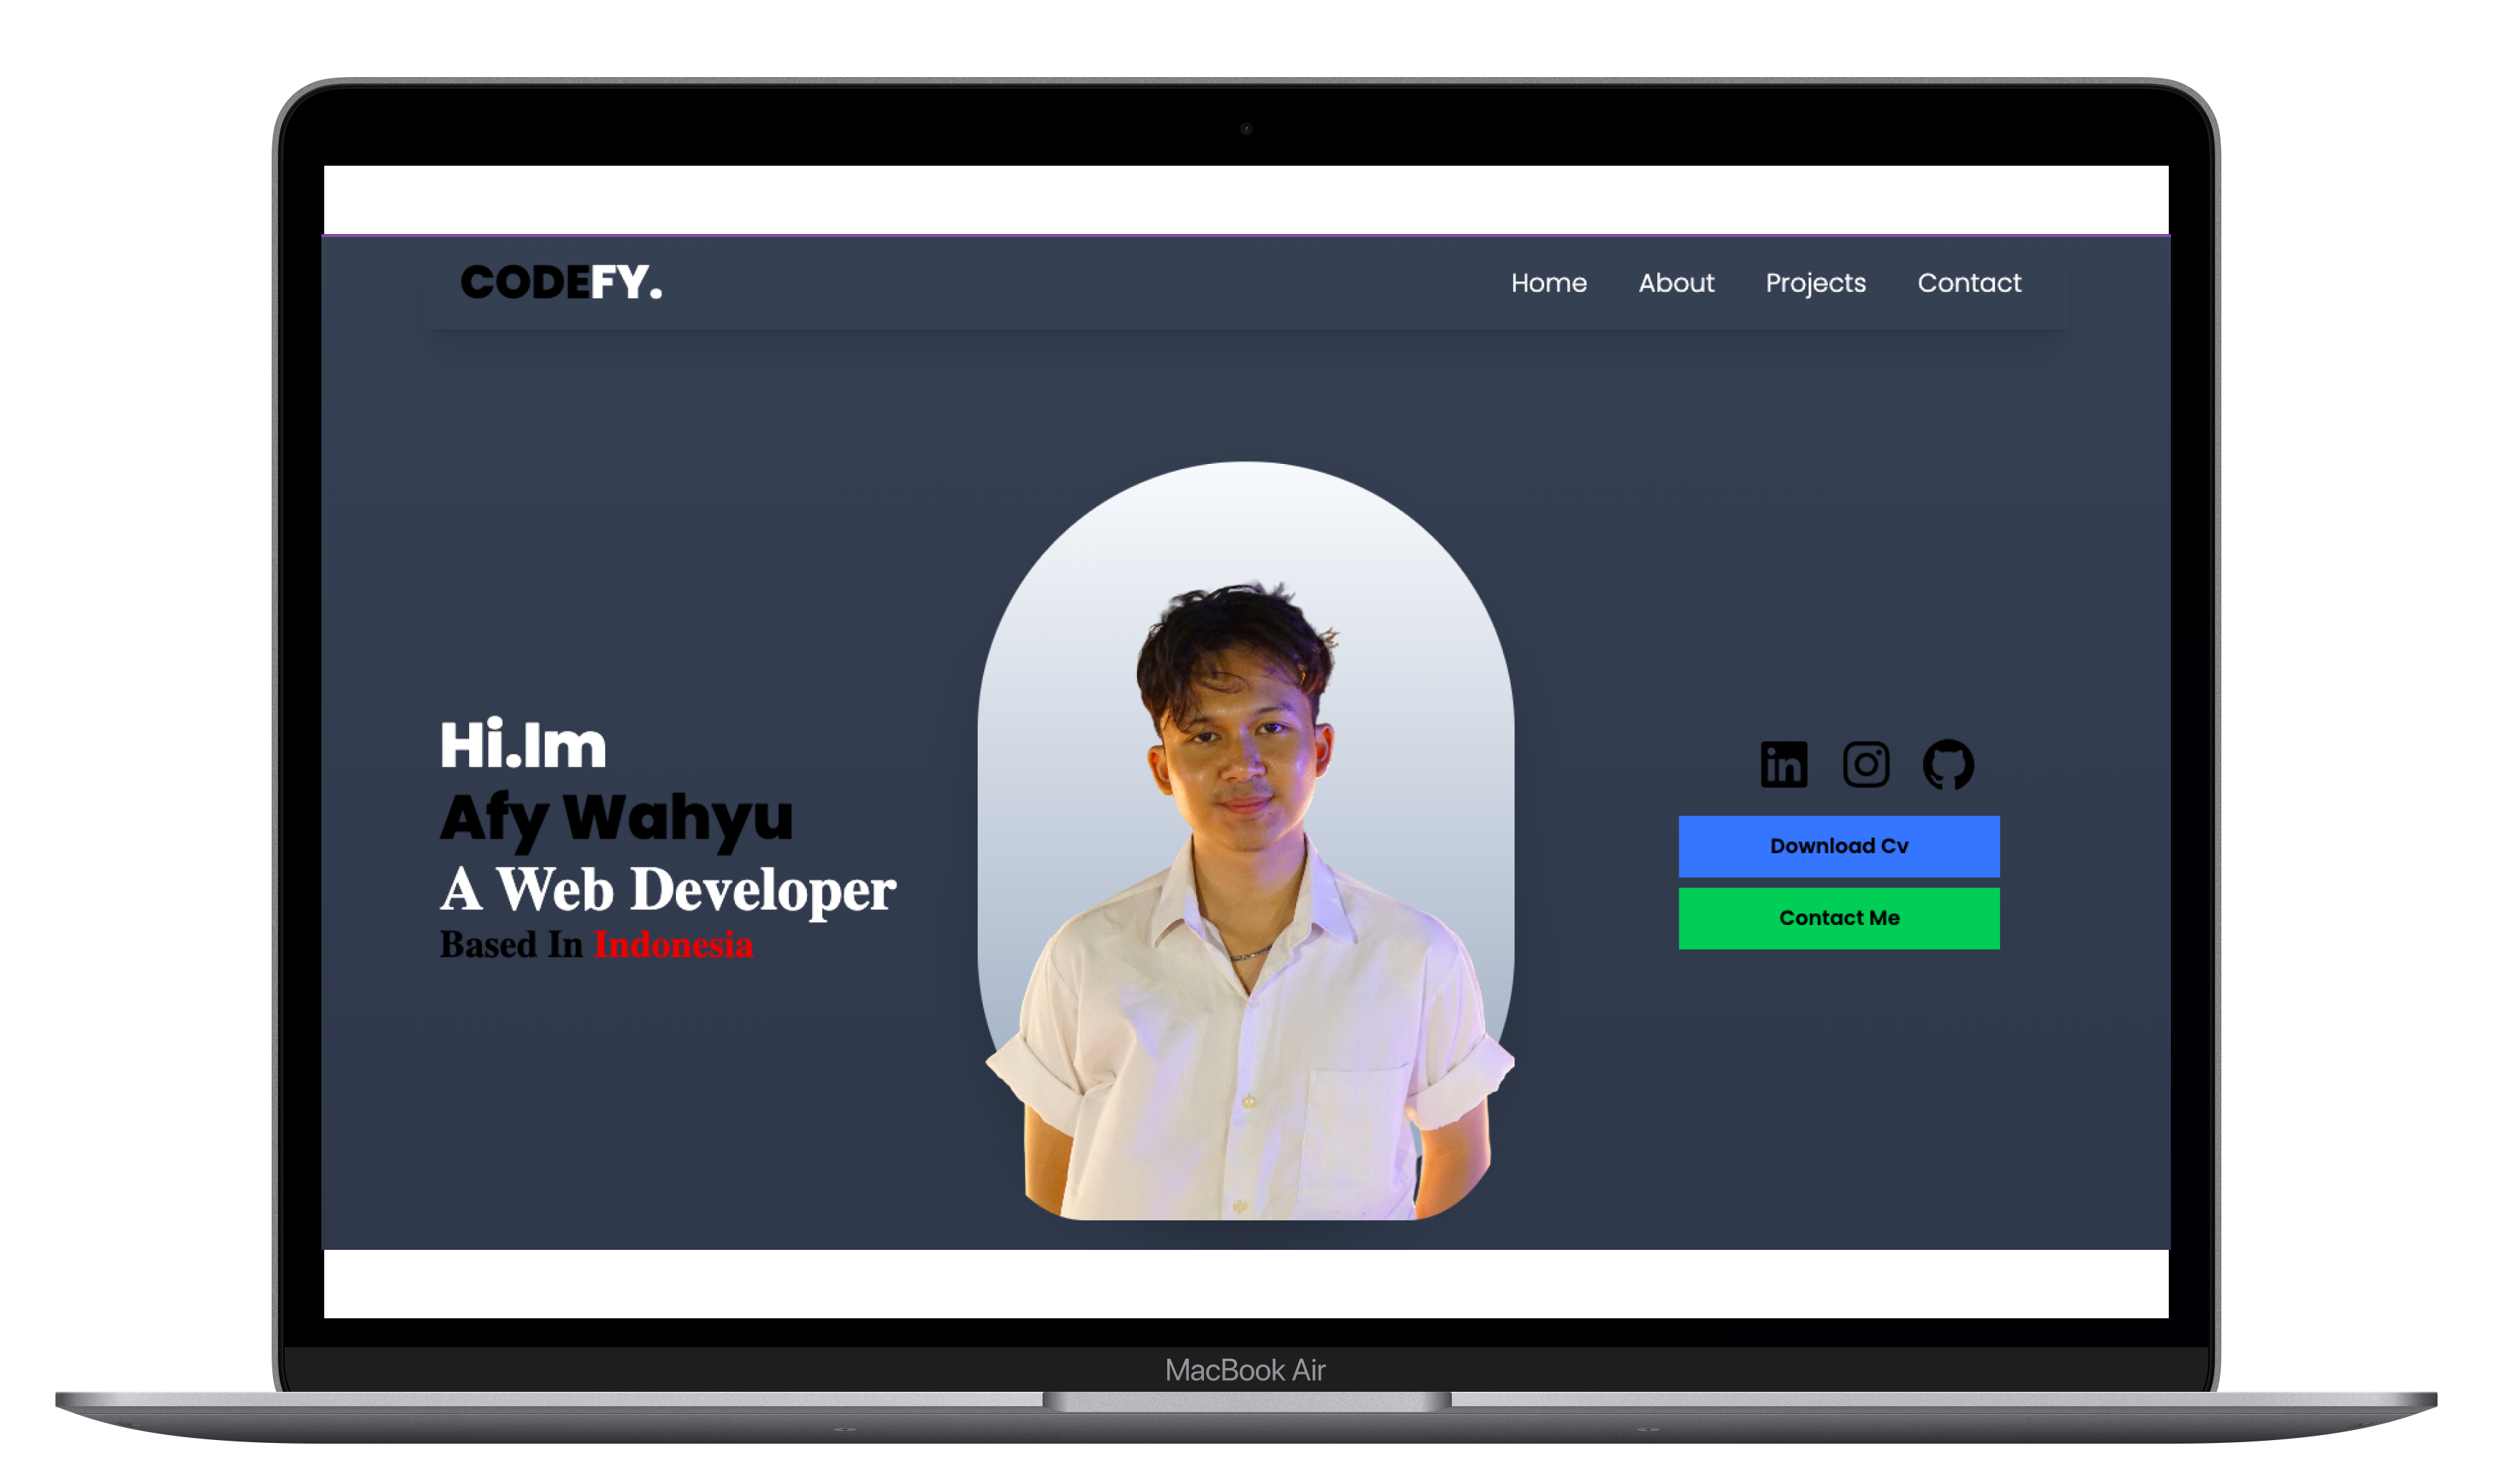 CODEFY.
Home About Projects Contact
Hi.Im
Afy Wahyu
A Web Developer
Based In Indonesia
Download Cv
Contact Me
MacBook Air